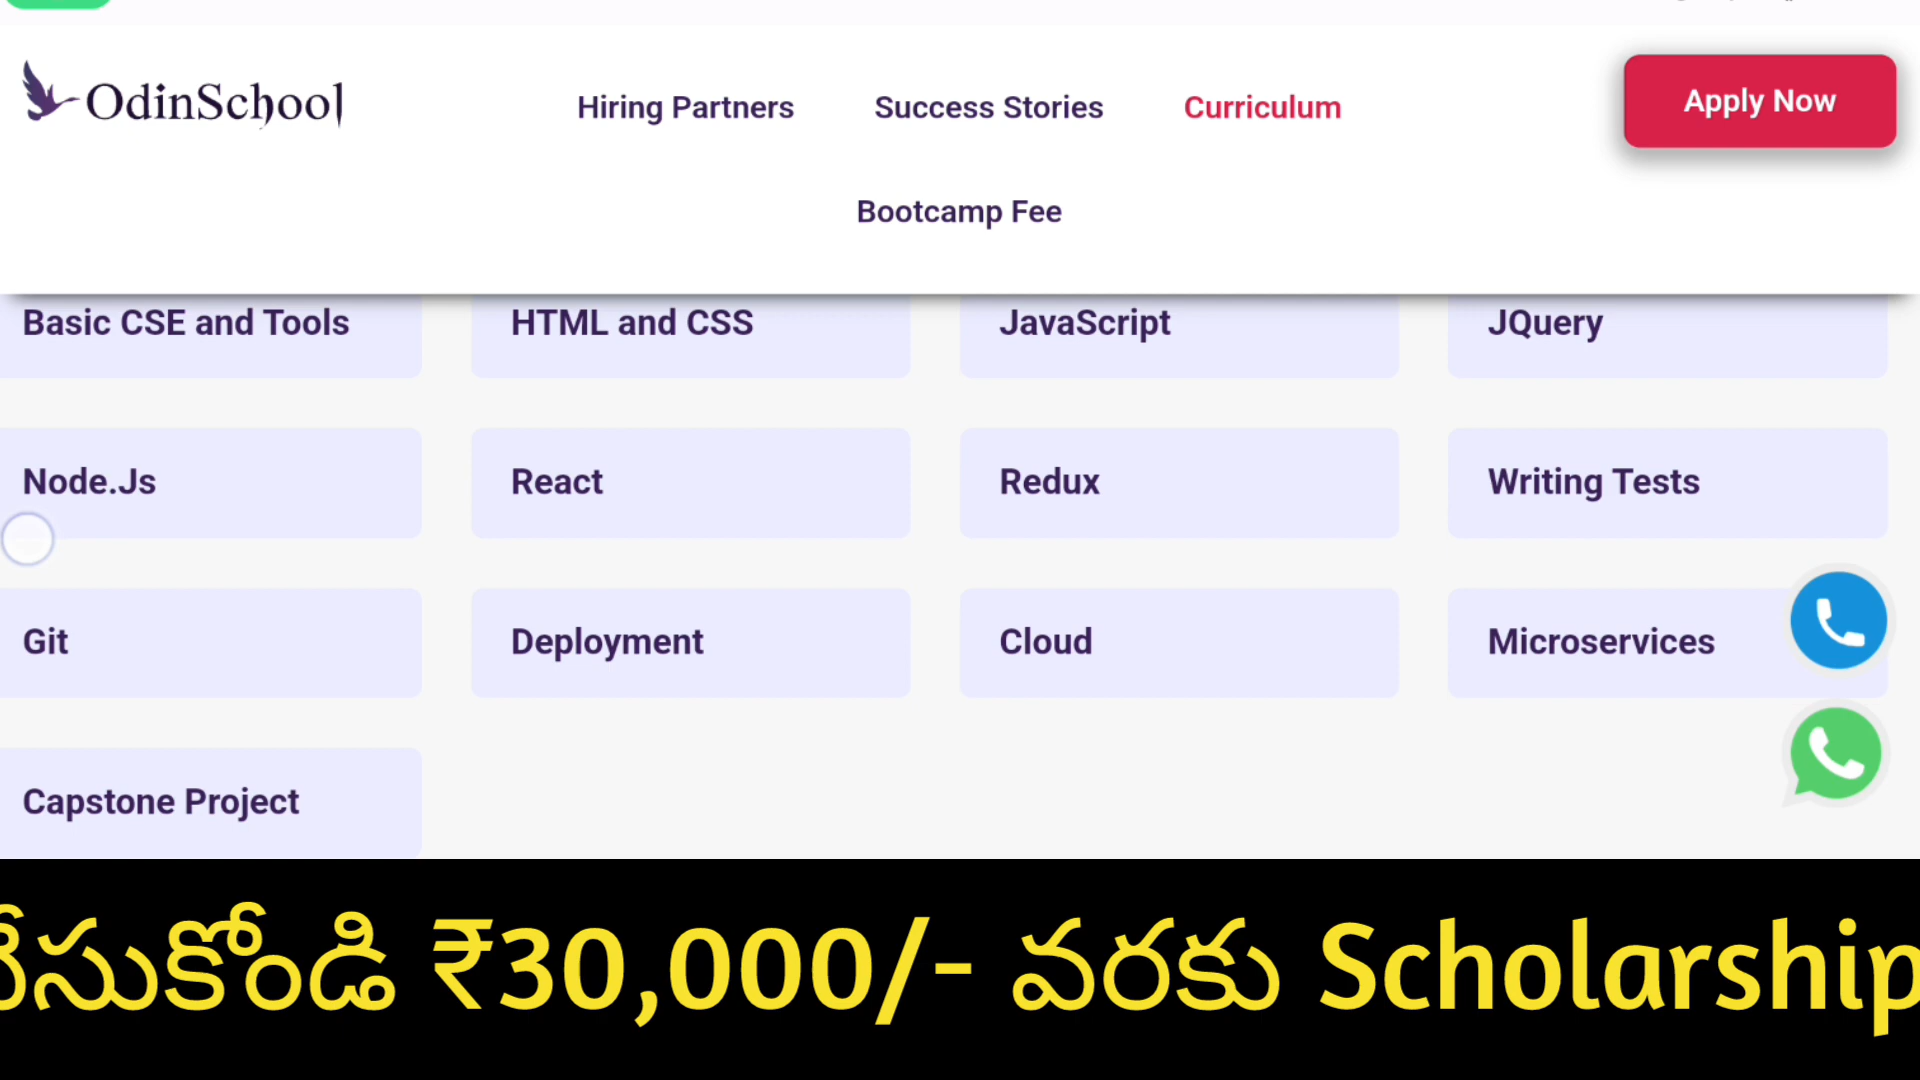 OdinSchool
Hiring Partners
Success Stories
Curriculum
Apply Now
Bootcamp Fee
Basic CSE and Tools
HTML and CSS
JavaScript
JQuery
Node.Js
React
Redux
Writing Tests
Git
Deployment
Cloud
Microservices
Capstone Project
₹30,000/- వరకు Scholarship